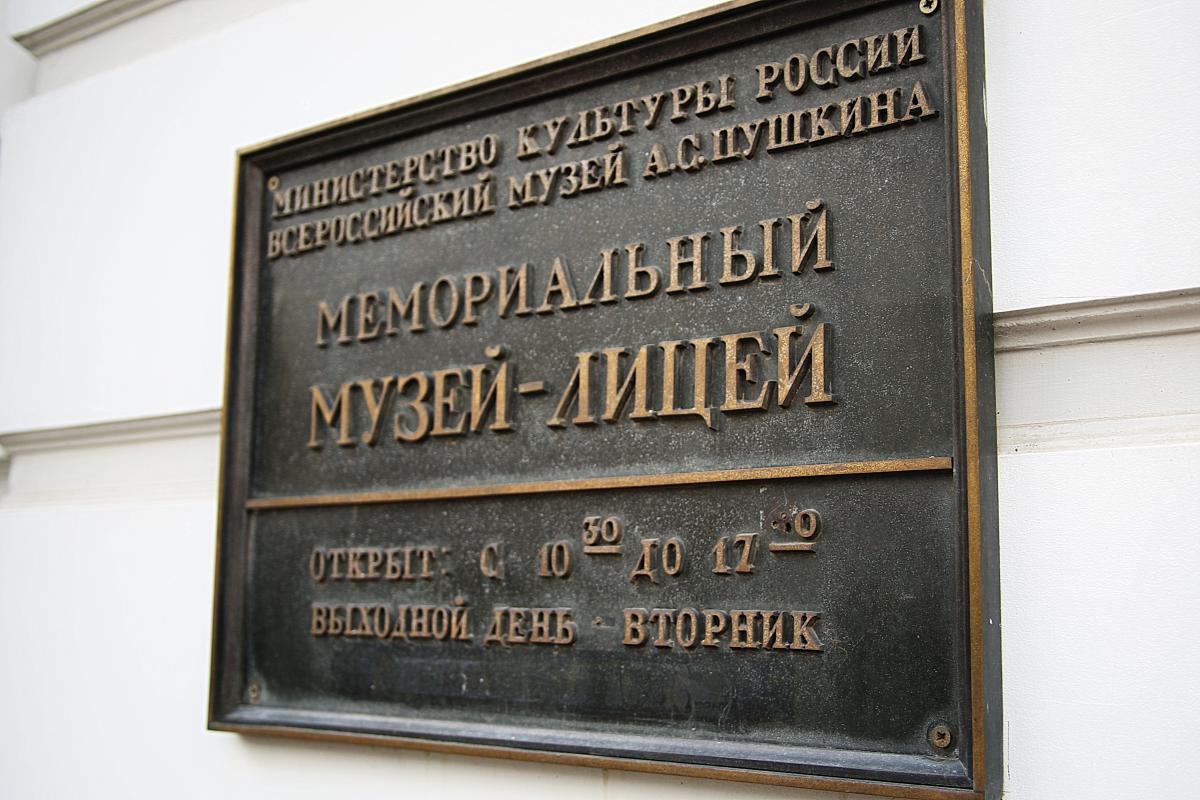 МИНИСТЕРСТВО КУЛЬТУРЫ РОССИИ
ВСЕРОССИЙСКИЙ МУЗЕЙ А.С.ПУШКИНА
МЕМОРИАЛЬНЫЙ
МУЗЕЙ-ЛИЦЕЙ
ОТКРЫТ: С 10 30 ДО 17 40
ВЫХОДНОЙ ДЕНЬ - ВТОРНИК